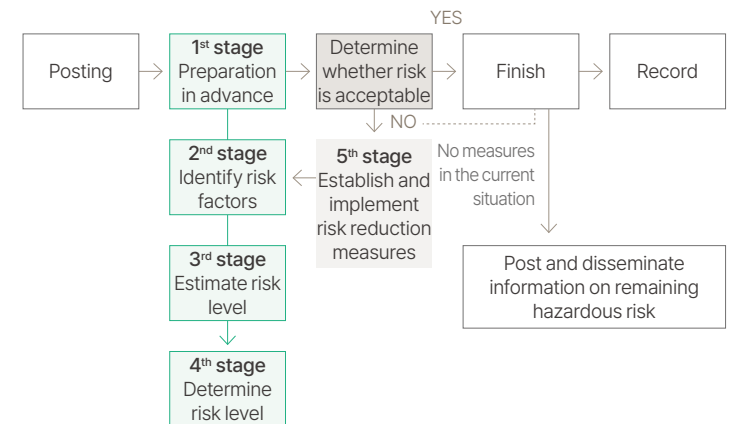 YES
Posting
1st stage
Preparation
in advance
Determine
whether risk
is acceptable
Finish
Record
NO
2nd stage
Identify risk
factors
5th stage
Establish and
implement
risk reduction
measures
No measures
in the current
situation
3rd stage
Estimate risk
level
Post and disseminate
information on remaining
hazardous risk
4th stage
Determine
risk level